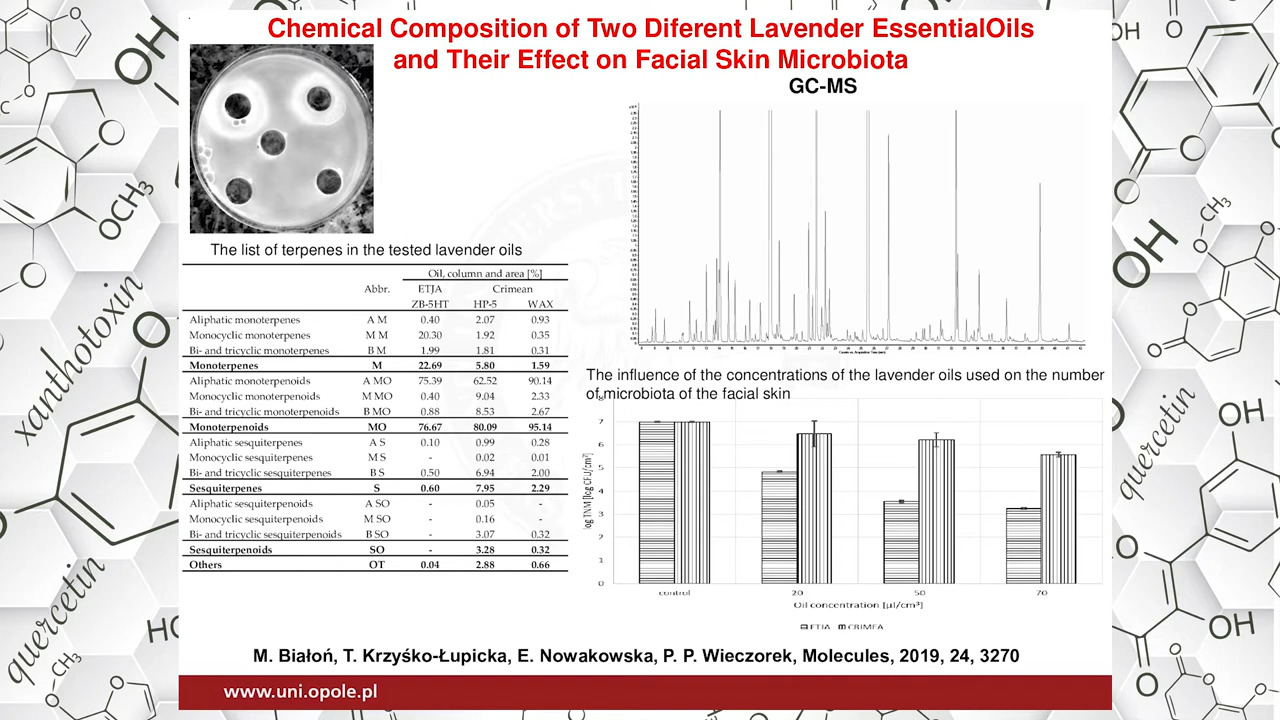 Chemical Composition of Two Diferent Lavender EssentialOils
and Their Effect on Facial Skin Microbiota
GC-MS
The list of terpenes in the tested lavender oils
Oil, column and area [%]
Abbr. ETJA Crimean
ZB-5HT HP-5 WAX
Aliphatic monoterpenes A M 0.40 2.07 0.93
Monocyclic monoterpenes M M 20.30 1.92 0.35
Bi- and tricyclic monoterpenes B M 1.99 1.81 0.31
Monoterpenes M 22.69 5.80 1.59
Aliphatic monoterpenoids A MO 75.39 62.52 90.14
Monocyclic monoterpenoids M MO 0.40 9.04 2.33
Bi- and tricyclic monoterpenoids B MO 0.88 8.53 2.67
Monoterpenoids MO 76.67 80.09 95.14
Aliphatic sesquiterpenes A S 0.10 0.99 0.28
Monocyclic sesquiterpenes M S - 0.02 0.01
Bi- and tricyclic sesquiterpenes B S 0.50 6.94 2.00
Sesquiterpenes S 0.60 7.95 2.29
Aliphatic sesquiterpenoids A SO - 0.05 -
Monocyclic sesquiterpenoids M SO - 0.16 -
Bi- and tricyclic sesquiterpenoids B SO - 3.07 0.32
Sesquiterpenoids SO - 3.28 0.32
Others OT 0.04 2.88 0.66
The influence of the concentrations of the lavender oils used on the number
of microbiota of the facial skin
8
7
6
5
4
3
2
1
0
log TNM [log CFU/cm²]
control 20 50 70
Oil concentration [µl/cm³]
ETJA CRIMEA
M. Białoń, T. Krzyśko-Łupicka, E. Nowakowska, P. P. Wieczorek, Molecules, 2019, 24, 3270
www.uni.opole.pl
OH
OCH₃
xanthotoxin
O
quercetin
CH₃
HO
OH
O
CH₃
OH
quercetin
OH
OH